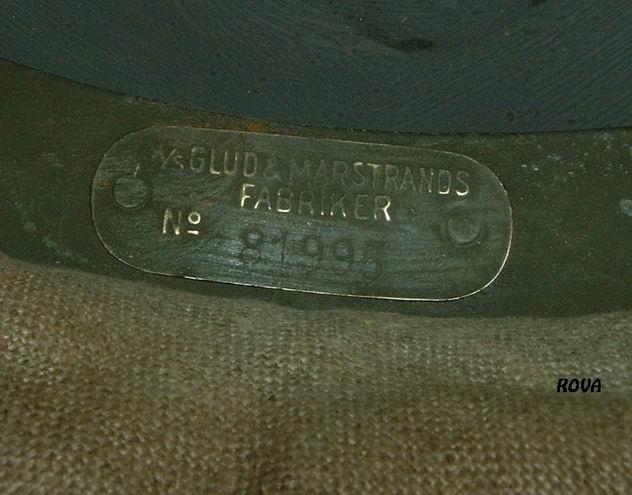 A/S GLUD & MARSTRANDS
FABRIKER
Nº 81995
ROVA